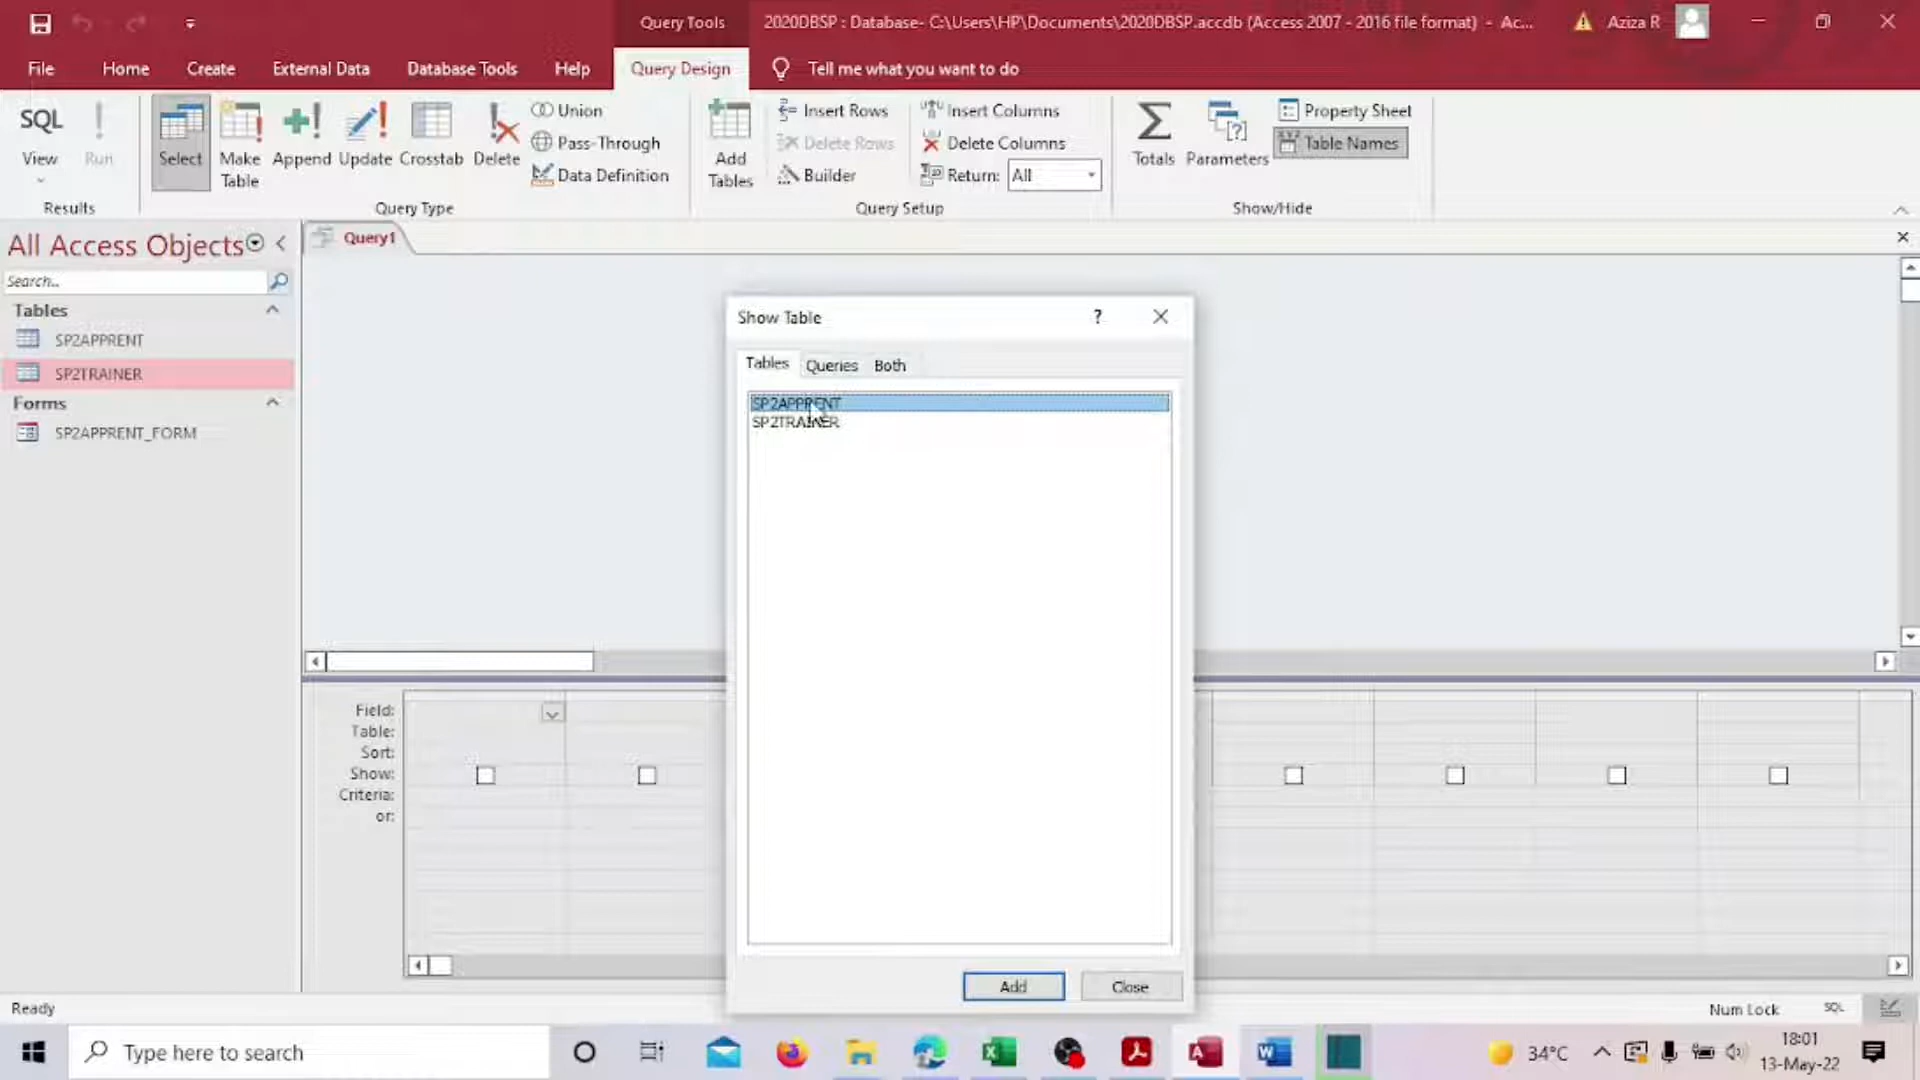 Query Tools
2020DBSP : Database- C:\Users\HP\Documents\2020DBSP.accdb (Access 2007 - 2016 file format) - Ac...
Aziza R
File
Home
Create
External Data
Database Tools
Help
Query Design
Tell me what you want to do
SQL
View
Run
Results
Select
Make
Table
Append
Update
Crosstab
Delete
Union
Pass-Through
Data Definition
Query Type
Add
Tables
Insert Rows
Delete Rows
Builder
Insert Columns
Delete Columns
Return: All
Query Setup
Totals
Parameters
Property Sheet
Table Names
Show/Hide
All Access Objects
Search...
Tables
SP2APPRENT
SP2TRAINER
Forms
SP2APPRENT_FORM
Query1
Show Table
?
Tables
Queries
Both
SP2APPRENT
SP2TRAINER
Add
Close
Field:
Table:
Sort:
Show:
Criteria:
or:
Ready
Num Lock
SQL
Type here to search
34°C
18:01
13-May-22